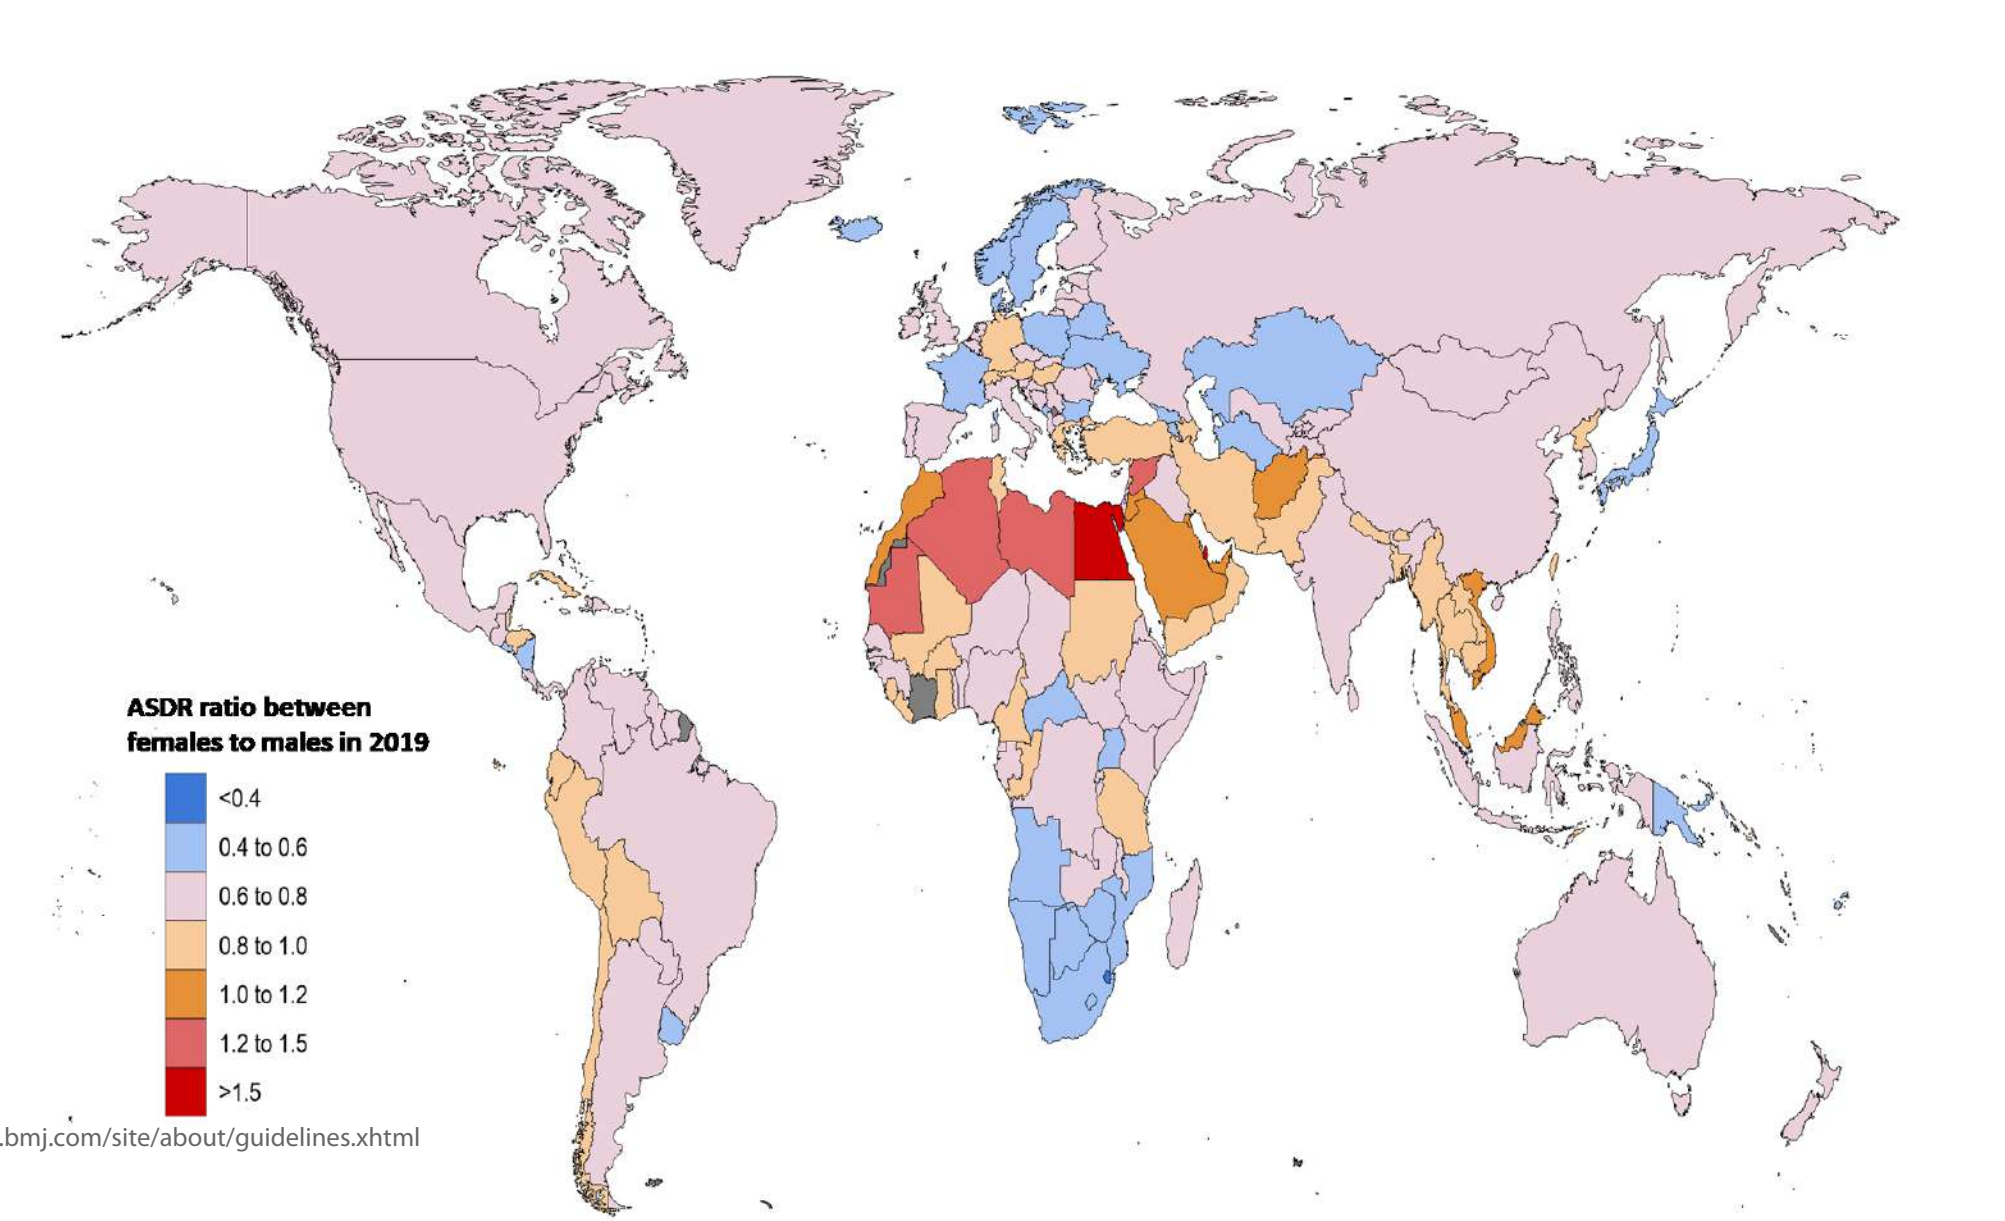 ASDR ratio between
females to males in 2019
<0.4
0.4 to 0.6
0.6 to 0.8
0.8 to 1.0
1.0 to 1.2
1.2 to 1.5
>1.5
.bmj.com/site/about/guidelines.xhtml